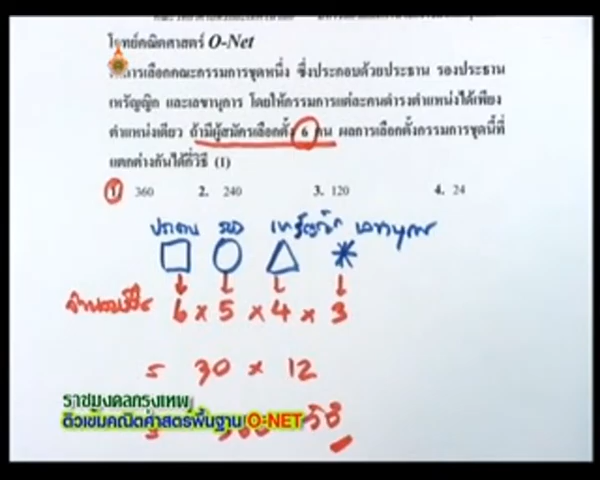 โจทย์คณิตศาสตร์ O-Net
การเลือกคณะกรรมการชุดหนึ่ง ซึ่งประกอบด้วยประธาน รองประธาน
เหรัญญิก และเลขานุการ โดยให้กรรมการแต่ละคนดำรงตำแหน่งได้เพียง
ตำแหน่งเดียว ถ้ามีผู้สมัครเลือกตั้ง 6 คน ผลการเลือกตั้งกรรมการชุดนี้ที่
แตกต่างกันได้กี่วิธี (1)
1. 360 2. 240 3. 120 4. 24
ประธาน รอง เหรัญญิก เลขานุการ
จำนวนวิธี 6 × 5 × 4 × 3
= 30 × 12
ราชมงคลกรุงเทพ
ติวเข้มคณิตศาสตร์พื้นฐาน O-NET
= วิธี